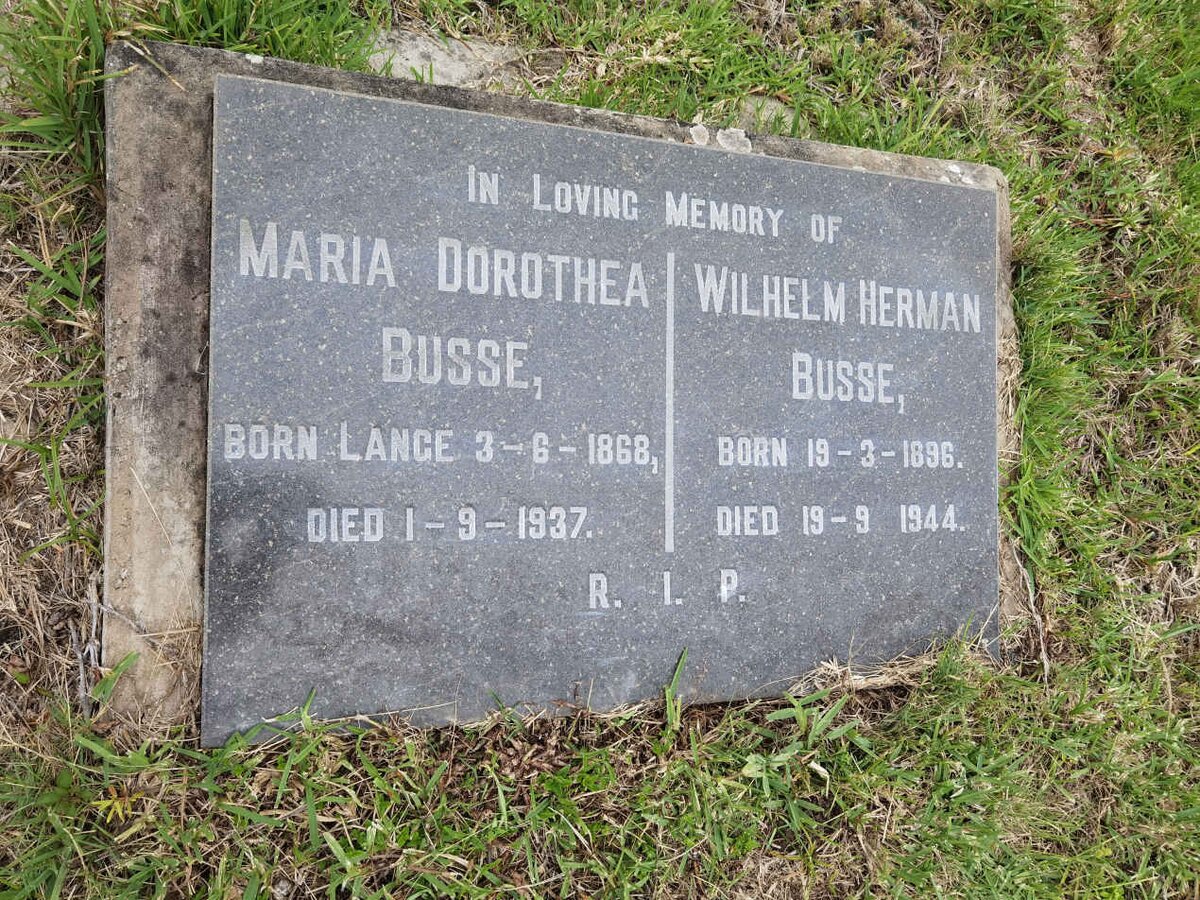 IN LOVING MEMORY OF
MARIA DOROTHEA
BUSSE,
BORN LANGE 3-6-1868,
DIED 1-9-1937.
WILHELM HERMAN
BUSSE,
BORN 19-3-1896.
DIED 19-9 1944.
R. I. P.